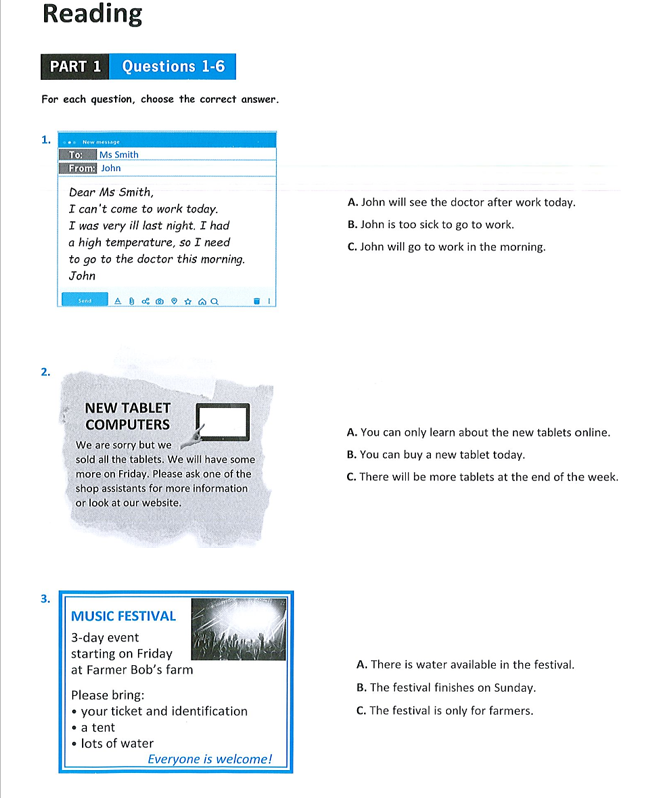 Reading
PART 1 Questions 1-6
For each question, choose the correct answer.
1.
New message
To: Ms Smith
From: John
Dear Ms Smith,
I can't come to work today.
I was very ill last night. I had
a high temperature, so I need
to go to the doctor this morning.
John
Send
A. John will see the doctor after work today.
B. John is too sick to go to work.
C. John will go to work in the morning.
2.
NEW TABLET
COMPUTERS
We are sorry but we
sold all the tablets. We will have some
more on Friday. Please ask one of the
shop assistants for more information
or look at our website.
A. You can only learn about the new tablets online.
B. You can buy a new tablet today.
C. There will be more tablets at the end of the week.
3.
MUSIC FESTIVAL
3-day event
starting on Friday
at Farmer Bob's farm
Please bring:
• your ticket and identification
• a tent
• lots of water
Everyone is welcome!
A. There is water available in the festival.
B. The festival finishes on Sunday.
C. The festival is only for farmers.